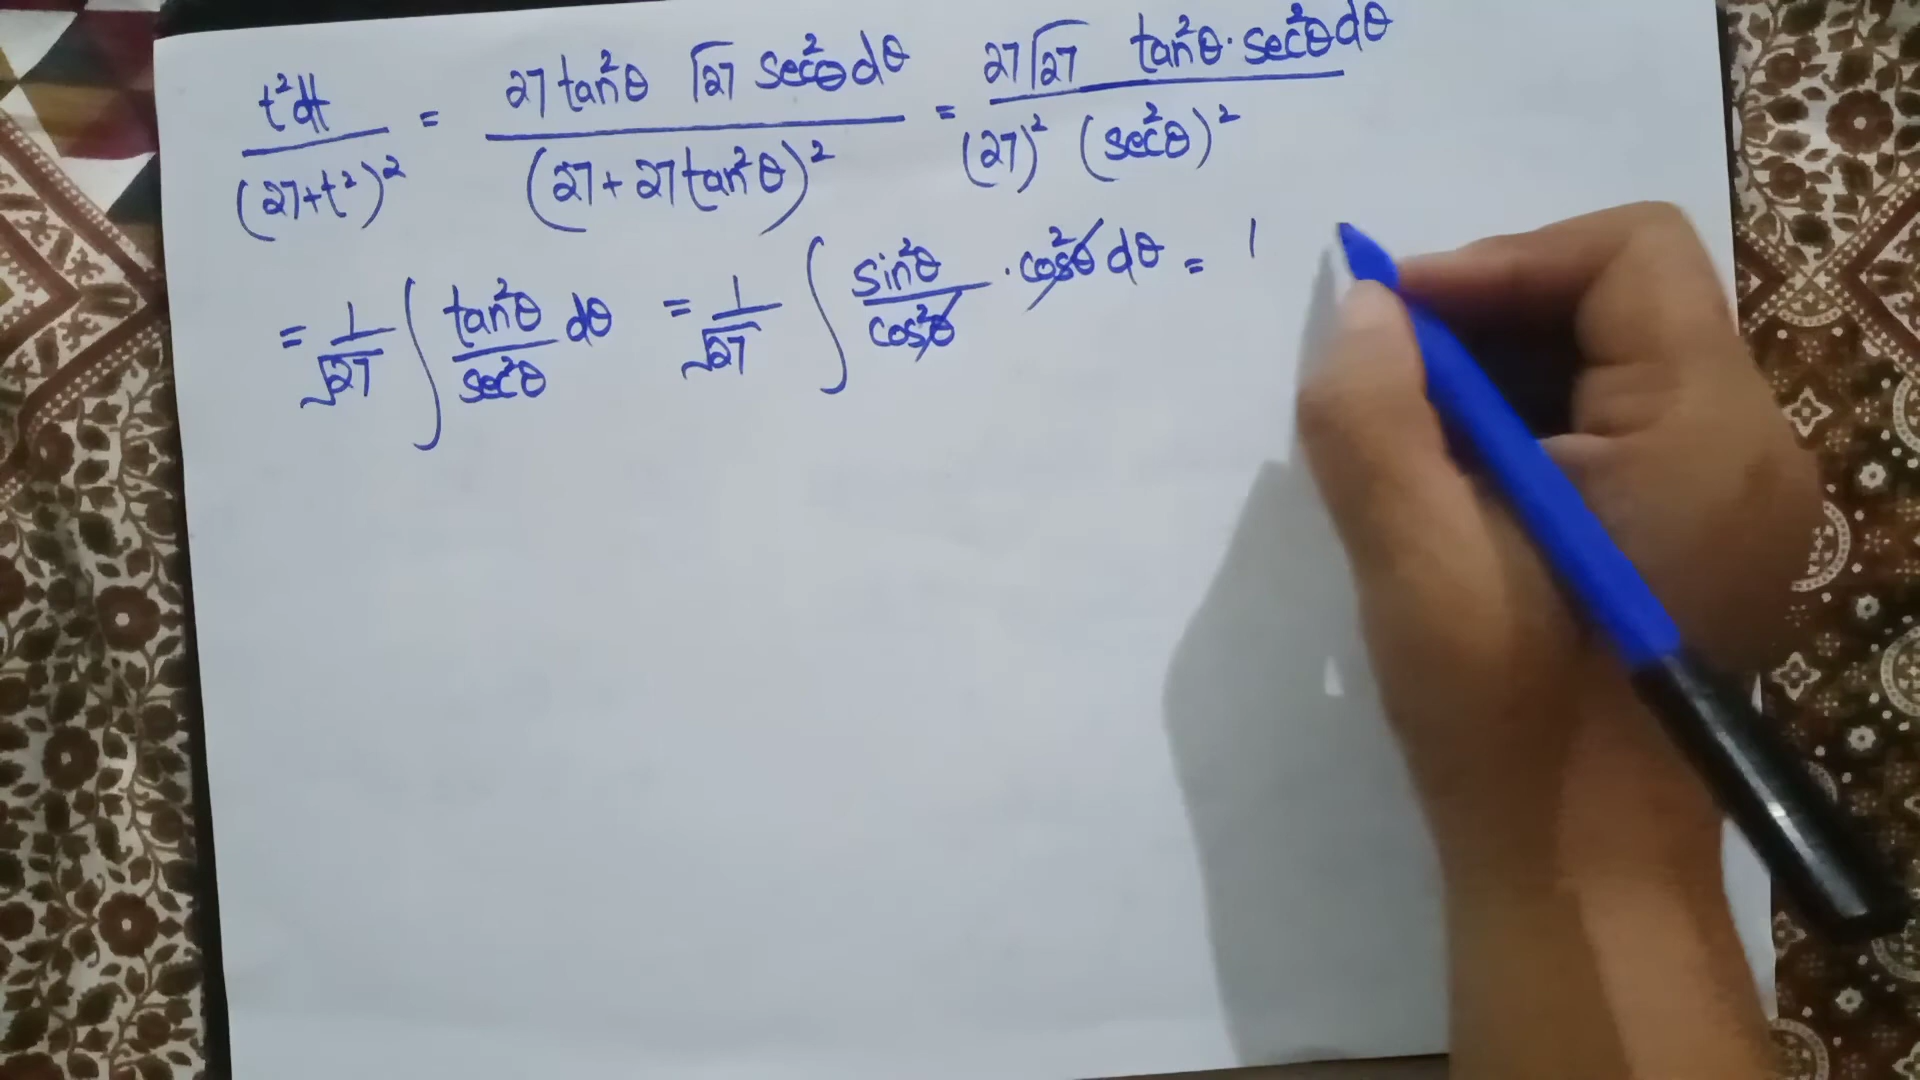 t²dt / (27+t²)² = 27 tan²θ √27 sec²θ dθ / (27 + 27 tan²θ)² = 27√27 tan²θ · sec²θ dθ / (27)² (sec²θ)²
= 1/√27 ∫ tan²θ / sec²θ dθ = 1/√27 ∫ sin²θ / cos²θ · cos²θ dθ = 1